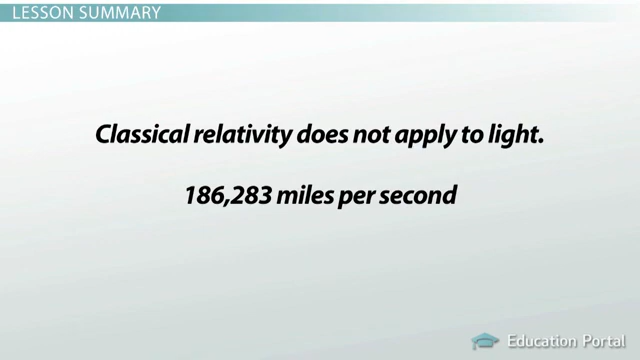 LESSON SUMMARY
Classical relativity does not apply to light.
186,283 miles per second
Education Portal